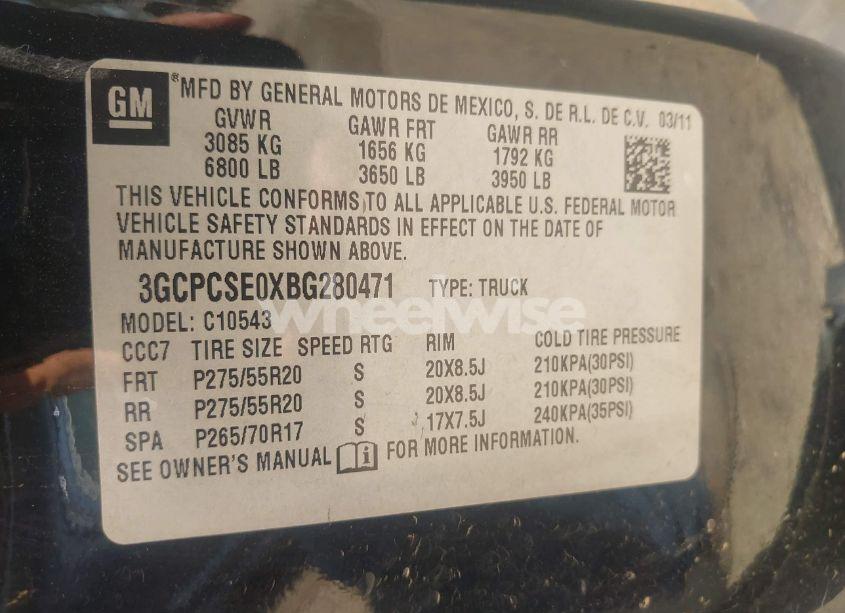 GM
®MFD BY GENERAL MOTORS DE MEXICO, S. DE R.L. DE C.V. 03/11
GVWR GAWR FRT GAWR RR
3085 KG 1656 KG 1792 KG
6800 LB 3650 LB 3950 LB
THIS VEHICLE CONFORMS TO ALL APPLICABLE U.S. FEDERAL MOTOR
VEHICLE SAFETY STANDARDS IN EFFECT ON THE DATE OF
MANUFACTURE SHOWN ABOVE.
3GCPCSE0XBG280471 TYPE: TRUCK
wheelwise
MODEL: C10543
CCC7 TIRE SIZE SPEED RTG RIM COLD TIRE PRESSURE
FRT P275/55R20 S 20X8.5J 210KPA(30PSI)
RR P275/55R20 S 20X8.5J 210KPA(30PSI)
SPA P265/70R17 S 17X7.5J 240KPA(35PSI)
SEE OWNER'S MANUAL i FOR MORE INFORMATION.